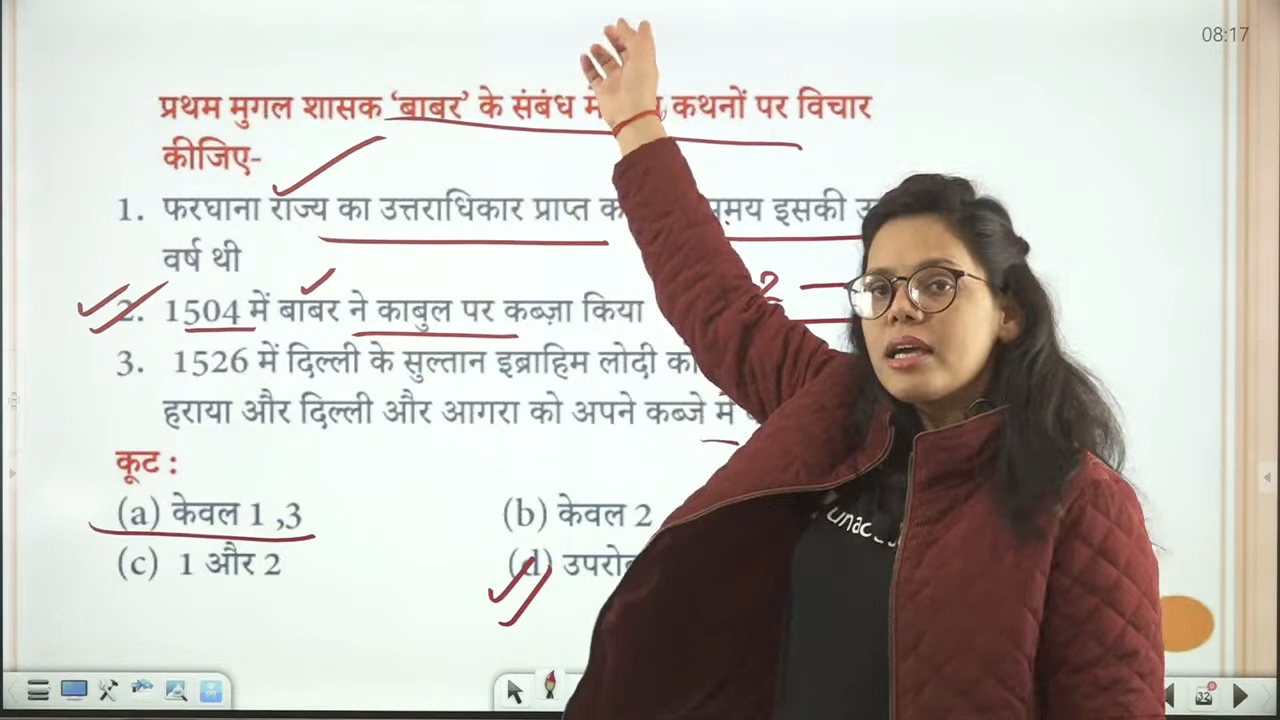 08:17
प्रथम मुगल शासक 'बाबर' के संबंध कथनों पर विचार
कीजिए-
1. फरघाना राज्य का उत्तराधिकार प्राप्त समय इसकी
वर्ष थी
2. 1504 में बाबर ने काबुल पर कब्ज़ा किया
3. 1526 में दिल्ली के सुल्तान इब्राहिम लोदी
हराया और दिल्ली और आगरा को अपने कब्जे में
कूट :
(a) केवल 1 ,3
(b) केवल 2
(c) 1 और 2
(d)
32